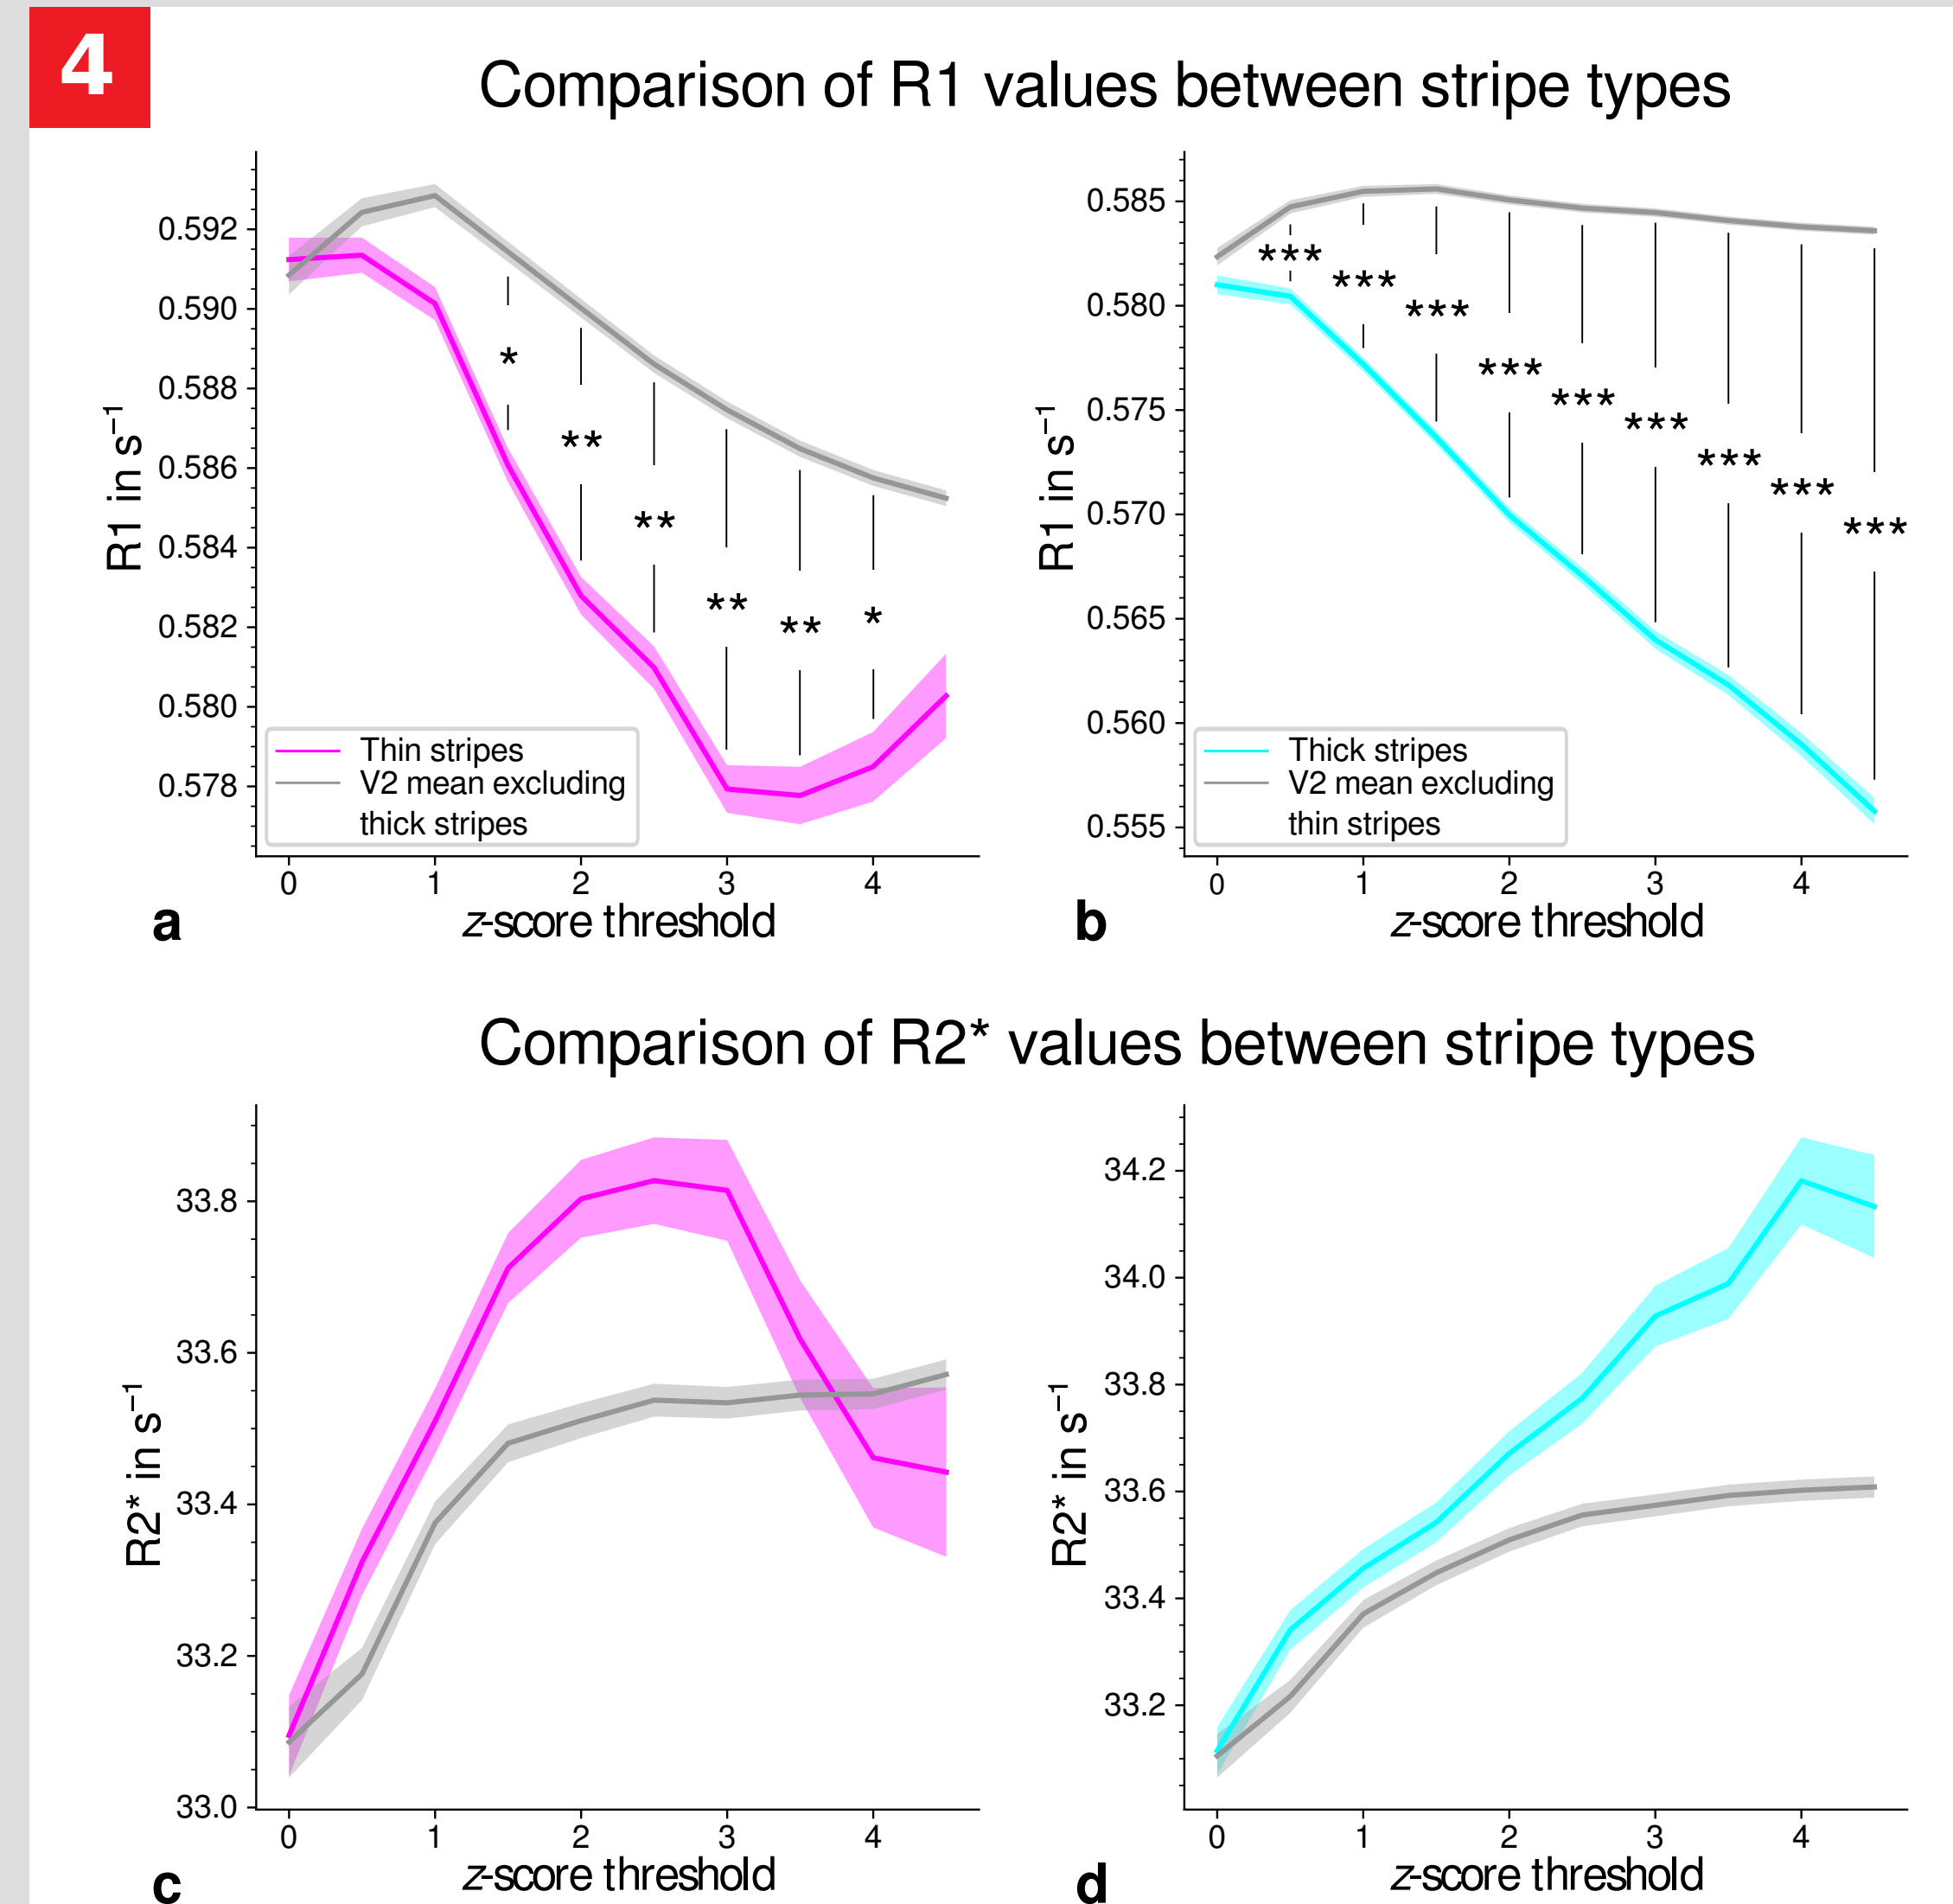 4
Comparison of R1 values between stripe types
0.592
0.590
0.588
0.586
0.584
0.582
0.580
0.578
R1 in s⁻¹
*
**
**
**
**
*
Thin stripes
V2 mean excluding
thick stripes
0 1 2 3 4
z-score threshold
a
0.585
0.580
0.575
0.570
0.565
0.560
0.555
R1 in s⁻¹
***
***
***
***
***
***
***
***
***
Thick stripes
V2 mean excluding
thin stripes
0 1 2 3 4
z-score threshold
b
Comparison of R2* values between stripe types
33.8
33.6
33.4
33.2
33.0
R2* in s⁻¹
0 1 2 3 4
z-score threshold
c
34.2
34.0
33.8
33.6
33.4
33.2
R2* in s⁻¹
0 1 2 3 4
z-score threshold
d